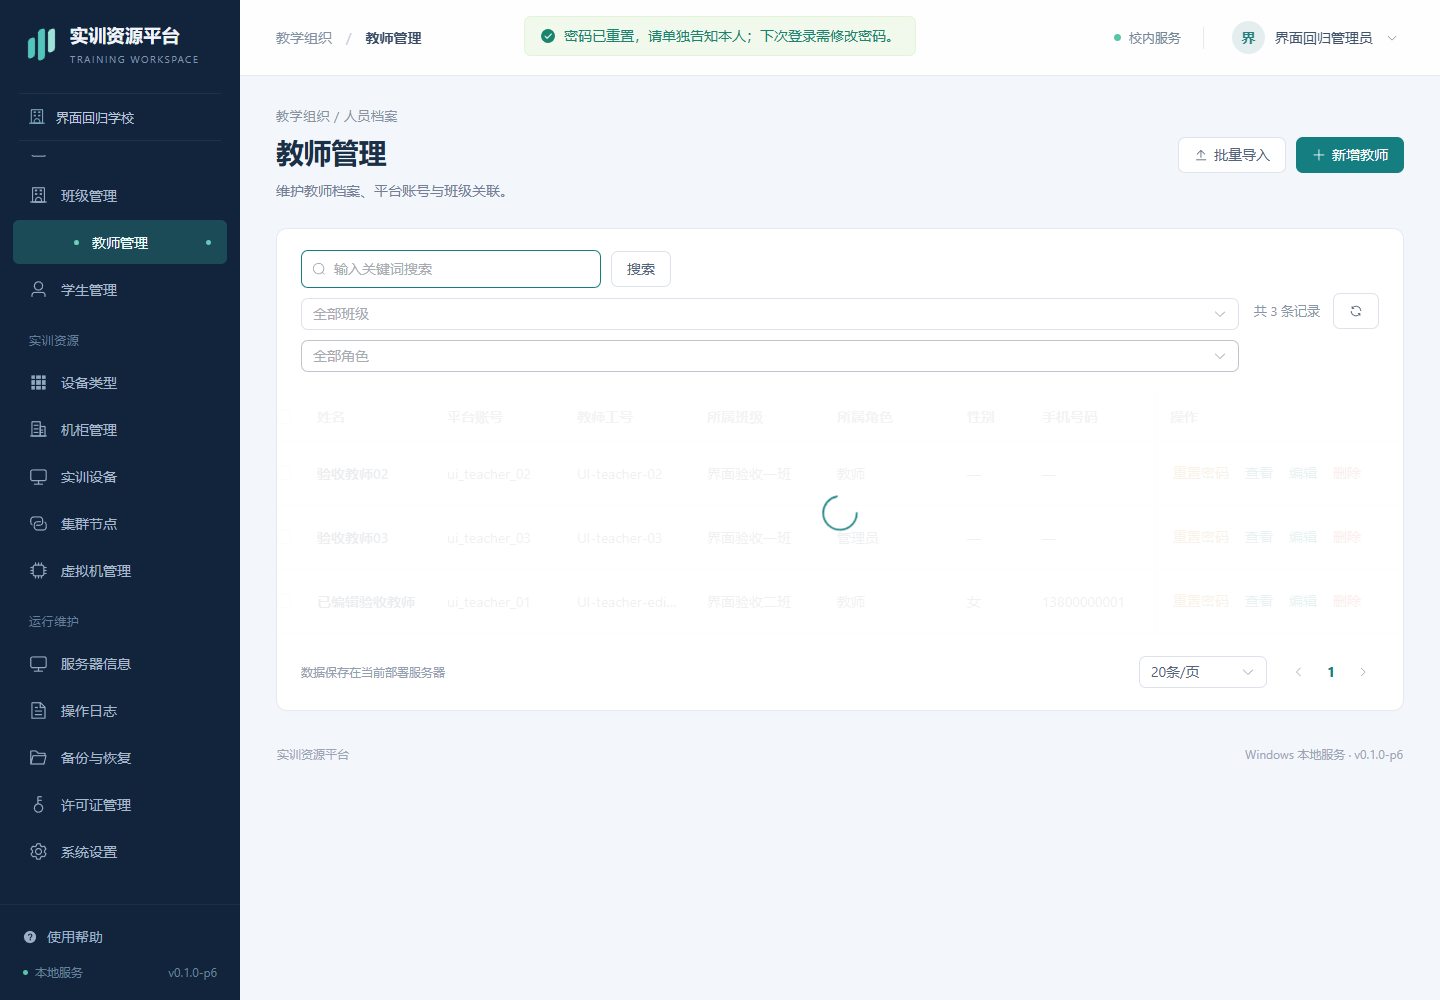 实训资源平台
TRAINING WORKSPACE
界面回归学校
班级管理
教师管理
学生管理
实训资源
设备类型
机柜管理
实训设备
集群节点
虚拟机管理
运行维护
服务器信息
操作日志
备份与恢复
许可证管理
系统设置
使用帮助
本地服务 v0.1.0-p6
教学组织 / 教师管理
密码已重置，请单独告知本人；下次登录需修改密码。
校内服务
界 界面回归管理员
教学组织 / 人员档案
教师管理
维护教师档案、平台账号与班级关联。
批量导入
新增教师
输入关键词搜索
搜索
全部班级
共 3 条记录
全部角色
姓名 平台账号 教师工号 所属班级 所属角色 性别 手机号码 操作
验收教师02 ui_teacher_02 UI-teacher-02 界面验收一班 教师 — — 重置密码 查看 编辑 删除
验收教师03 ui_teacher_03 UI-teacher-03 界面验收一班 管理员 — — 重置密码 查看 编辑 删除
已编辑验收教师 ui_teacher_01 UI-teacher-edi... 界面验收二班 教师 女 13800000001 重置密码 查看 编辑 删除
数据保存在当前部署服务器
20条/页
1
实训资源平台
Windows 本地服务 · v0.1.0-p6